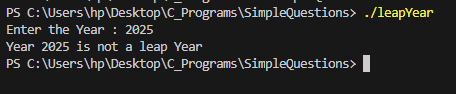 PS C:\Users\hp\Desktop\C_Programs\SimpleQuestions> ./leapYear
Enter the Year : 2025
Year 2025 is not a leap Year
PS C:\Users\hp\Desktop\C_Programs\SimpleQuestions>